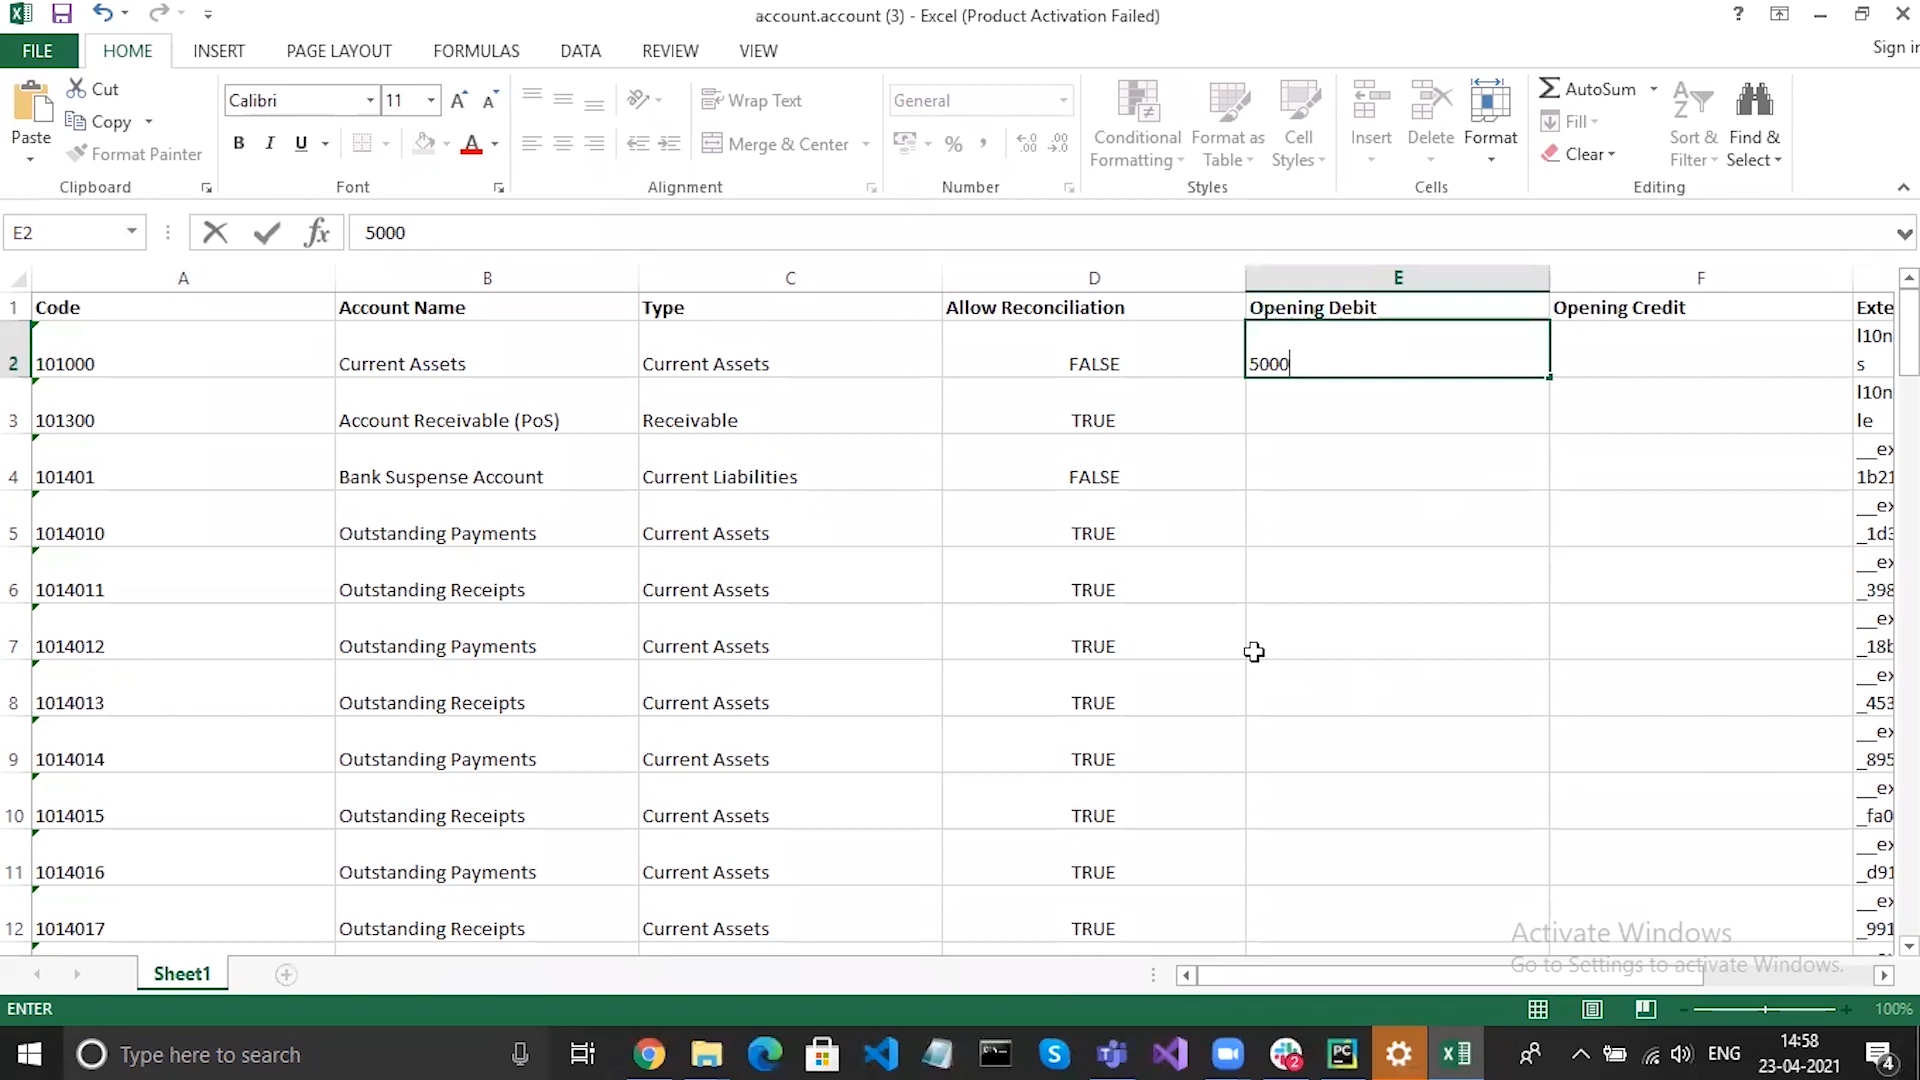 account.account (3) - Excel (Product Activation Failed)
?
FILE HOME INSERT PAGE LAYOUT FORMULAS DATA REVIEW VIEW
Sign in
Paste
Cut
Copy
Format Painter
Clipboard
Calibri 11
B I U
Font
Wrap Text
Merge & Center
Alignment
General
%
Number
Conditional Formatting
Format as Table
Cell Styles
Styles
Insert
Delete
Format
Cells
AutoSum
Fill
Clear
Sort & Filter
Find & Select
Editing
E2 fx 5000
A B C D E F
1 Code Account Name Type Allow Reconciliation Opening Debit Opening Credit Exte
l10n
2 101000 Current Assets Current Assets FALSE 5000 s
l10n
3 101300 Account Receivable (PoS) Receivable TRUE le
__ex
4 101401 Bank Suspense Account Current Liabilities FALSE 1b21
__ex
5 1014010 Outstanding Payments Current Assets TRUE _1d3
__ex
6 1014011 Outstanding Receipts Current Assets TRUE _398
__ex
7 1014012 Outstanding Payments Current Assets TRUE _18b
__ex
8 1014013 Outstanding Receipts Current Assets TRUE _453
__ex
9 1014014 Outstanding Payments Current Assets TRUE _895
__ex
10 1014015 Outstanding Receipts Current Assets TRUE _fa0
__ex
11 1014016 Outstanding Payments Current Assets TRUE _d91
__ex
12 1014017 Outstanding Receipts Current Assets TRUE _991
Activate Windows
Go to Settings to activate Windows.
Sheet1
ENTER 100%
Type here to search
2
PC
ENG
14:58
23-04-2021
4